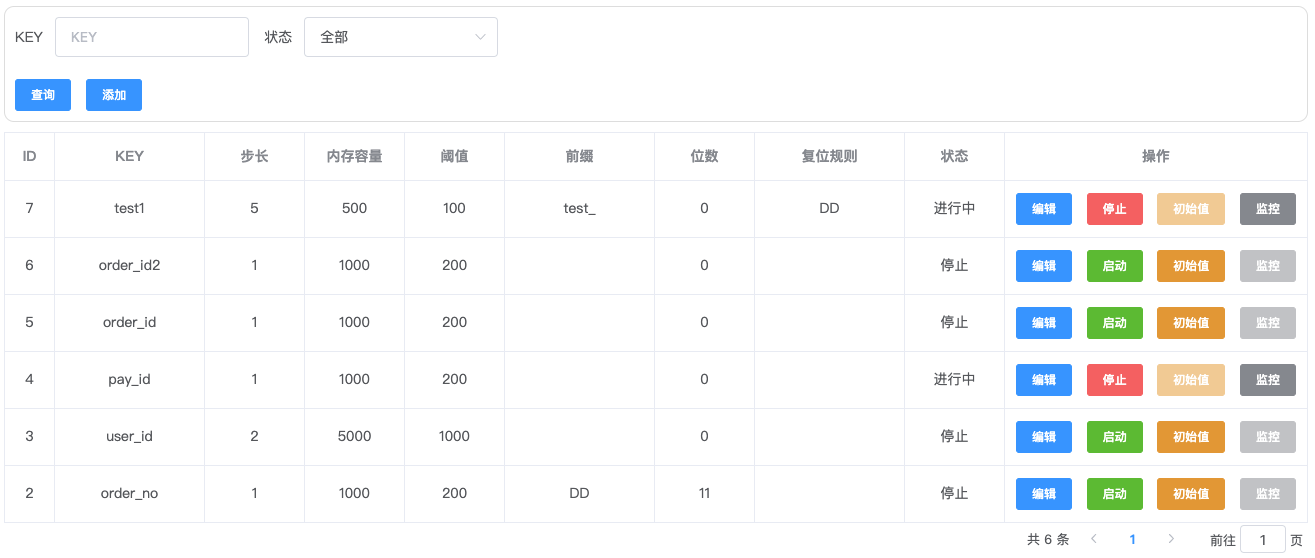 KEY KEY 状态 全部
查询 添加
ID KEY 步长 内存容量 阈值 前缀 位数 复位规则 状态 操作
7 test1 5 500 100 test_ 0 DD 进行中 编辑 停止 初始值 监控
6 order_id2 1 1000 200 0 停止 编辑 启动 初始值 监控
5 order_id 1 1000 200 0 停止 编辑 启动 初始值 监控
4 pay_id 1 1000 200 0 进行中 编辑 停止 初始值 监控
3 user_id 2 5000 1000 0 停止 编辑 启动 初始值 监控
2 order_no 1 1000 200 DD 11 停止 编辑 启动 初始值 监控
共 6 条 1 前往 1 页